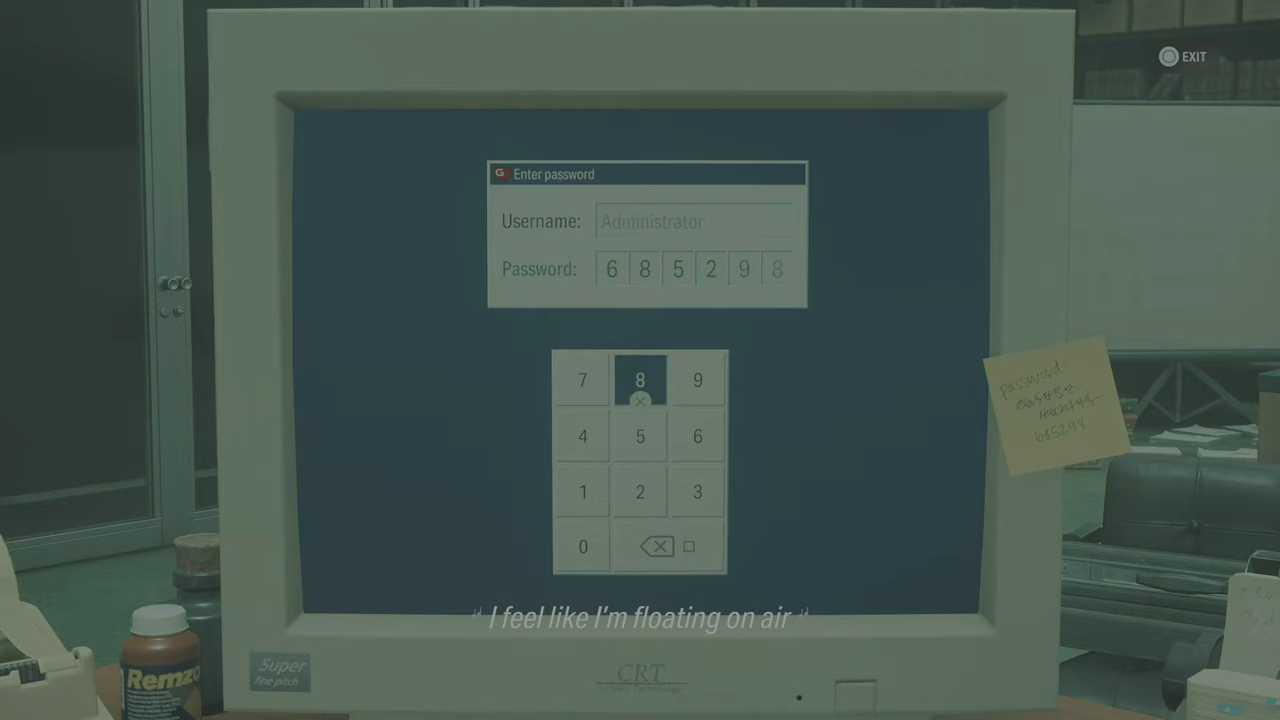 EXIT
G Enter password
Username: Administrator
Password: 6 8 5 2 9 8
7 8 9
4 5 6
1 2 3
0
password
685298
♪ I feel like I'm floating on air ♪
Super
fine pitch
CRT
Remzo